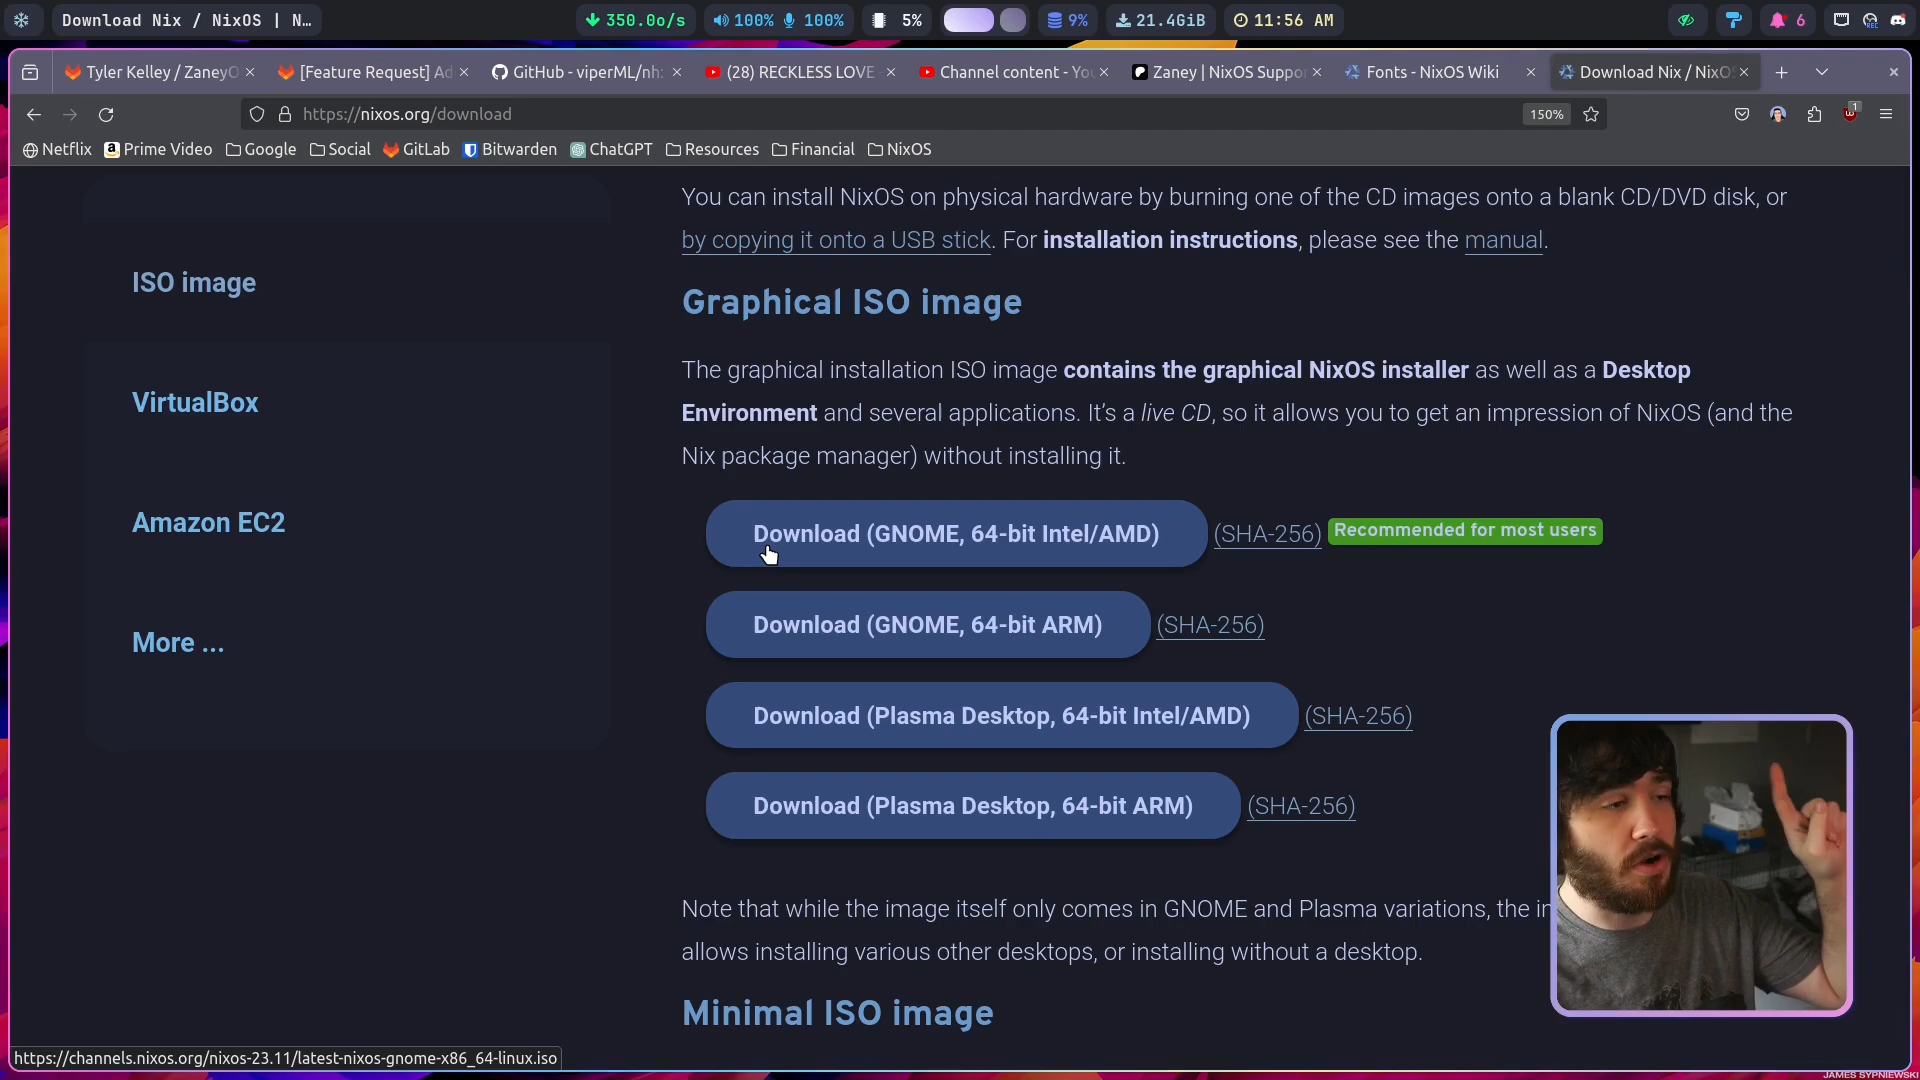 Download Nix / NixOS | N…
350.0o/s
100% 100%
5%
9%
21.4GiB
11:56 AM
6
Tyler Kelley / ZaneyO
[Feature Request] Ad
GitHub - viperML/nh:
(28) RECKLESS LOVE
Channel content - You
Zaney | NixOS Suppor
Fonts - NixOS Wiki
Download Nix / NixOS
https://nixos.org/download
150%
1
Netflix
Prime Video
Google
Social
GitLab
Bitwarden
ChatGPT
Resources
Financial
NixOS
ISO image
VirtualBox
Amazon EC2
More ...
You can install NixOS on physical hardware by burning one of the CD images onto a blank CD/DVD disk, or
by copying it onto a USB stick. For installation instructions, please see the manual.
Graphical ISO image
The graphical installation ISO image contains the graphical NixOS installer as well as a Desktop
Environment and several applications. It’s a live CD, so it allows you to get an impression of NixOS (and the
Nix package manager) without installing it.
Download (GNOME, 64-bit Intel/AMD) (SHA-256) Recommended for most users
Download (GNOME, 64-bit ARM) (SHA-256)
Download (Plasma Desktop, 64-bit Intel/AMD) (SHA-256)
Download (Plasma Desktop, 64-bit ARM) (SHA-256)
Note that while the image itself only comes in GNOME and Plasma variations, the in
allows installing various other desktops, or installing without a desktop.
Minimal ISO image
https://channels.nixos.org/nixos-23.11/latest-nixos-gnome-x86_64-linux.iso
JAMES SYPNIEWSKI